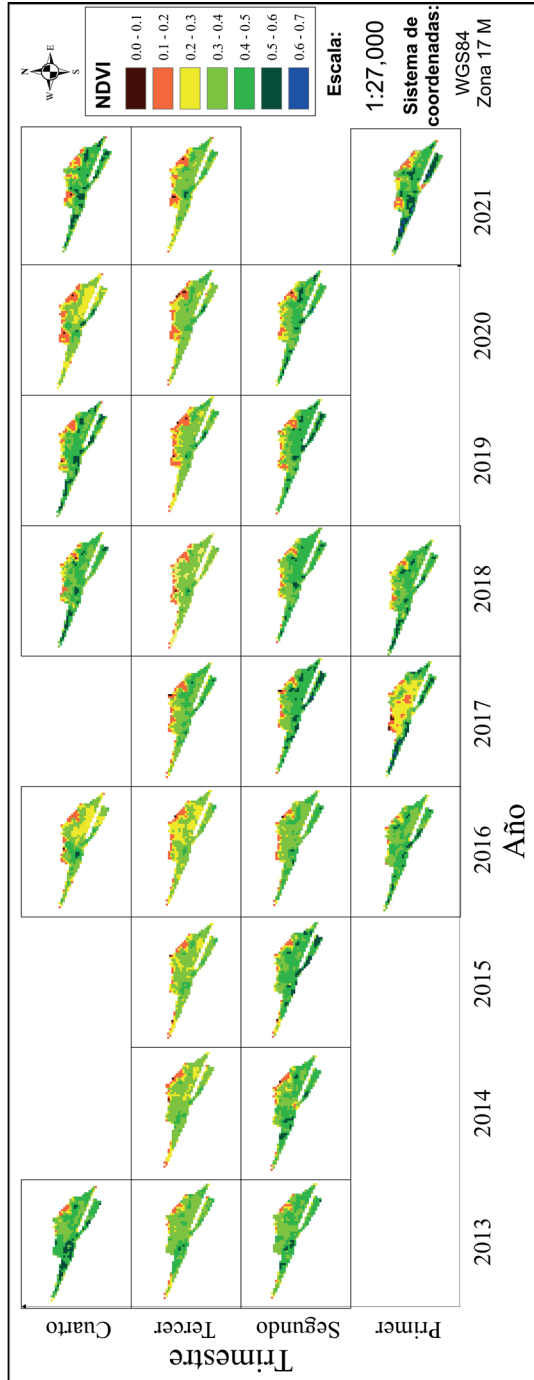 Trimestre
Cuarto
Tercer
Segundo
Primer
2013
2014
2015
2016
2017
2018
2019
2020
2021
Año
N
W
E
S
NDVI
0.0 - 0.1
0.1 - 0.2
0.2 - 0.3
0.3 - 0.4
0.4 - 0.5
0.5 - 0.6
0.6 - 0.7
Escala:
1:27,000
Sistema de
coordenadas:
WGS84
Zona 17 M